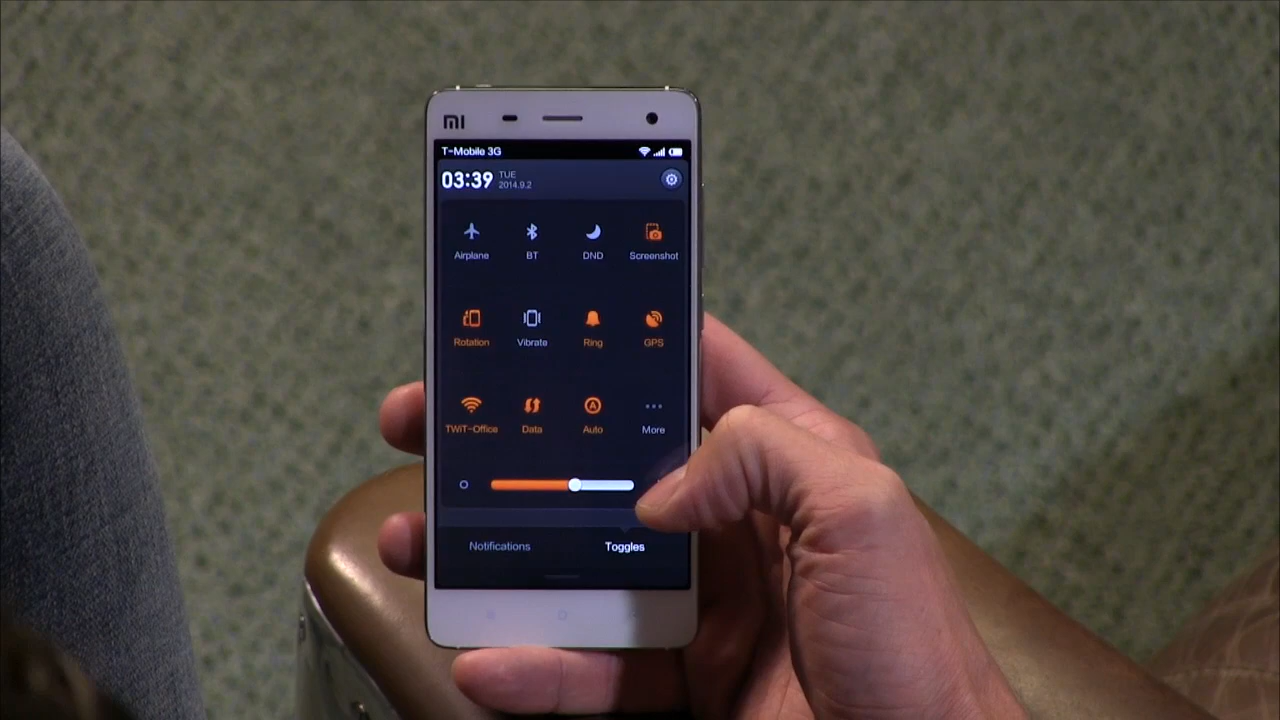 mi
T-Mobile 3G
03:39 TUE
2014.9.2
Airplane BT DND Screenshot
Rotation Vibrate Ring GPS
TWiT-Office Data Auto More
Notifications Toggles